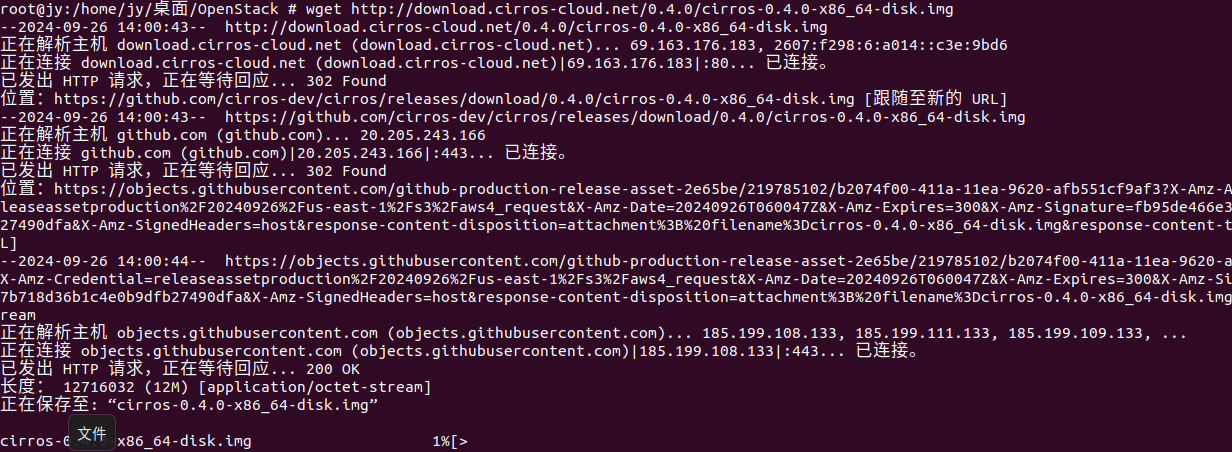 root@jy:/home/jy/桌面/OpenStack # wget http://download.cirros-cloud.net/0.4.0/cirros-0.4.0-x86_64-disk.img
--2024-09-26 14:00:43--  http://download.cirros-cloud.net/0.4.0/cirros-0.4.0-x86_64-disk.img
正在解析主机 download.cirros-cloud.net (download.cirros-cloud.net)... 69.163.176.183, 2607:f298:6:a014::c3e:9bd6
正在连接 download.cirros-cloud.net (download.cirros-cloud.net)|69.163.176.183|:80... 已连接。
已发出 HTTP 请求，正在等待回应... 302 Found
位置：https://github.com/cirros-dev/cirros/releases/download/0.4.0/cirros-0.4.0-x86_64-disk.img [跟随至新的 URL]
--2024-09-26 14:00:43--  https://github.com/cirros-dev/cirros/releases/download/0.4.0/cirros-0.4.0-x86_64-disk.img
正在解析主机 github.com (github.com)... 20.205.243.166
正在连接 github.com (github.com)|20.205.243.166|:443... 已连接。
已发出 HTTP 请求，正在等待回应... 302 Found
位置：https://objects.githubusercontent.com/github-production-release-asset-2e65be/219785102/b2074f00-411a-11ea-9620-afb551cf9af3?X-Amz-A
leaseassetproduction%2F20240926%2Fus-east-1%2Fs3%2Faws4_request&X-Amz-Date=20240926T060047Z&X-Amz-Expires=300&X-Amz-Signature=fb95de466e3
27490dfa&X-Amz-SignedHeaders=host&response-content-disposition=attachment%3B%20filename%3Dcirros-0.4.0-x86_64-disk.img&response-content-t
L]
--2024-09-26 14:00:44--  https://objects.githubusercontent.com/github-production-release-asset-2e65be/219785102/b2074f00-411a-11ea-9620-a
X-Amz-Credential=releaseassetproduction%2F20240926%2Fus-east-1%2Fs3%2Faws4_request&X-Amz-Date=20240926T060047Z&X-Amz-Expires=300&X-Amz-Si
7b718d36b1c4e0b9dfb27490dfa&X-Amz-SignedHeaders=host&response-content-disposition=attachment%3B%20filename%3Dcirros-0.4.0-x86_64-disk.img
ream
正在解析主机 objects.githubusercontent.com (objects.githubusercontent.com)... 185.199.108.133, 185.199.111.133, 185.199.109.133, ...
正在连接 objects.githubusercontent.com (objects.githubusercontent.com)|185.199.108.133|:443... 已连接。
已发出 HTTP 请求，正在等待回应... 200 OK
长度： 12716032 (12M) [application/octet-stream]
正在保存至: “cirros-0.4.0-x86_64-disk.img”
文件
cirros-0.4.0-x86_64-disk.img 1%[>